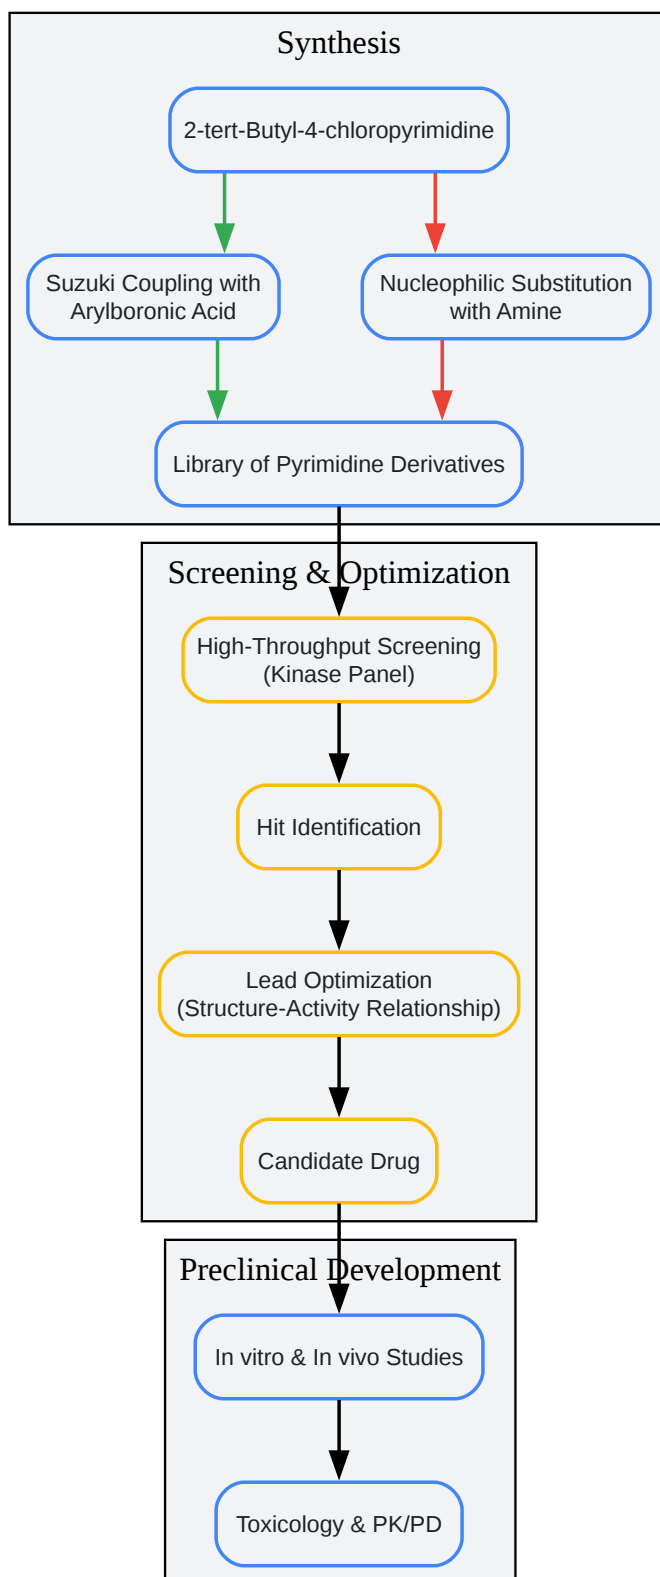 Synthesis
2-tert-Butyl-4-chloropyrimidine
Suzuki Coupling with
Arylboronic Acid
Nucleophilic Substitution
with Amine
Library of Pyrimidine Derivatives
Screening & Optimization
High-Throughput Screening
(Kinase Panel)
Hit Identification
Lead Optimization
(Structure-Activity Relationship)
Candidate Drug
Preclinical Development
In vitro & In vivo Studies
Toxicology & PK/PD